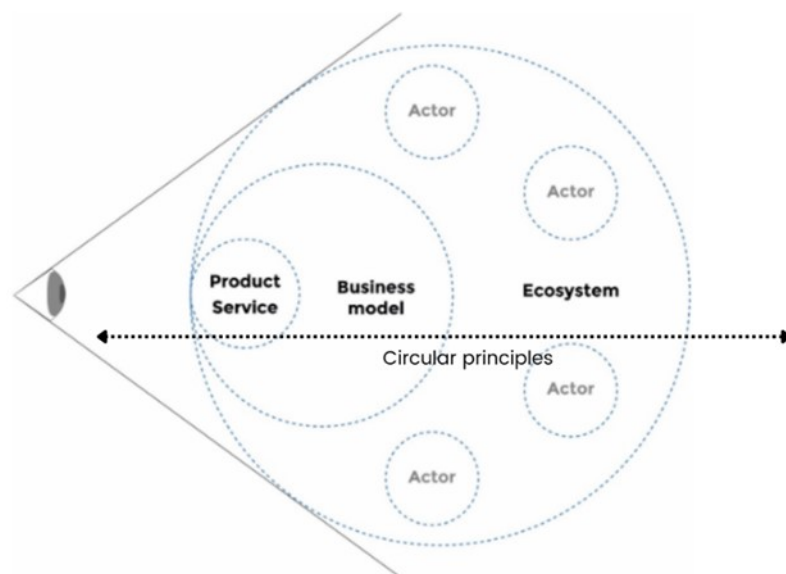 Actor
Actor
Product
Service
Business
model
Ecosystem
Circular principles
Actor
Actor